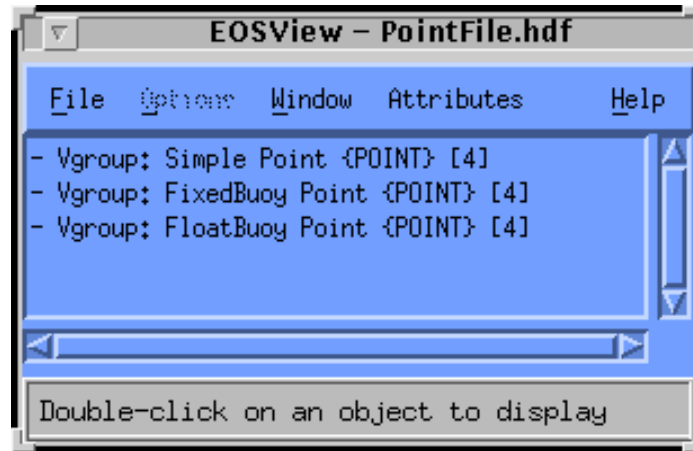 EOSView – PointFile.hdf
File Options Window Attributes Help
- Vgroup: Simple Point {POINT} [4]
- Vgroup: FixedBuoy Point {POINT} [4]
- Vgroup: FloatBuoy Point {POINT} [4]
Double-click on an object to display